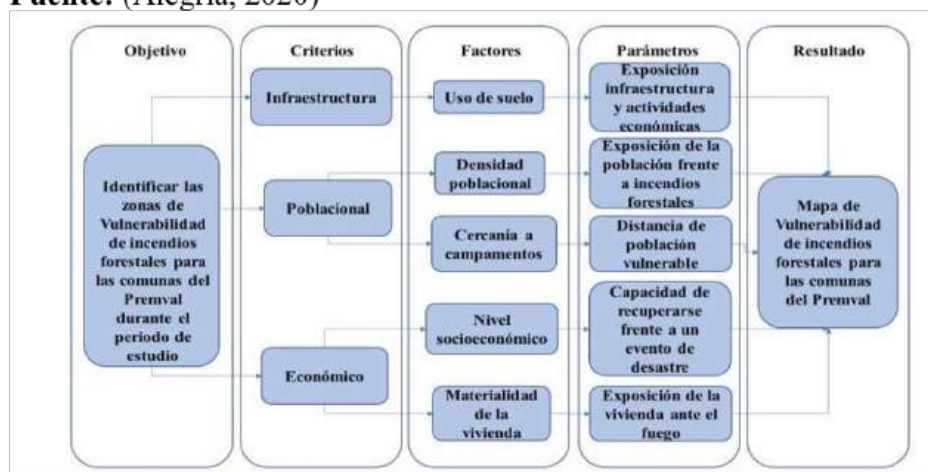 Fuente: (Alegría, 2020)
Objetivo
Criterios
Factores
Parámetros
Resultado
Identificar las
zonas de
Vulnerabilidad
de incendios
forestales para
las comunas del
Premval
durante el
periodo de
estudio
Infraestructura
Poblacional
Económico
Uso de suelo
Densidad
poblacional
Cercanía a
campamentos
Nivel
socioeconómico
Materialidad
de la
vivienda
Exposición
infraestructura
y actividades
económicas
Exposición de la
población frente
a incendios
forestales
Distancia de
población
vulnerable
Capacidad de
recuperarse
frente a un
evento de
desastre
Exposición de la
vivienda ante el
fuego
Mapa de
Vulnerabilidad
de incendios
forestales para
las comunas
del Premval